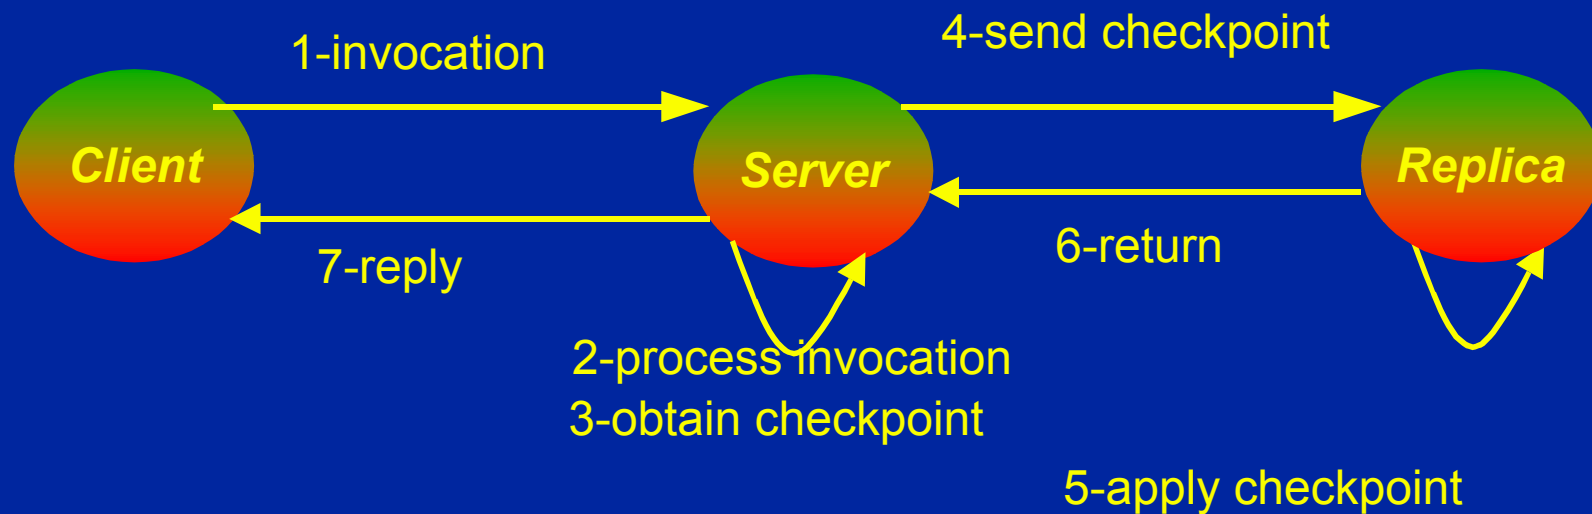 4-send checkpoint
1-invocation
Client
Server
Replica
6-return
7-reply
2-process invocation
3-obtain checkpoint
5-apply checkpoint